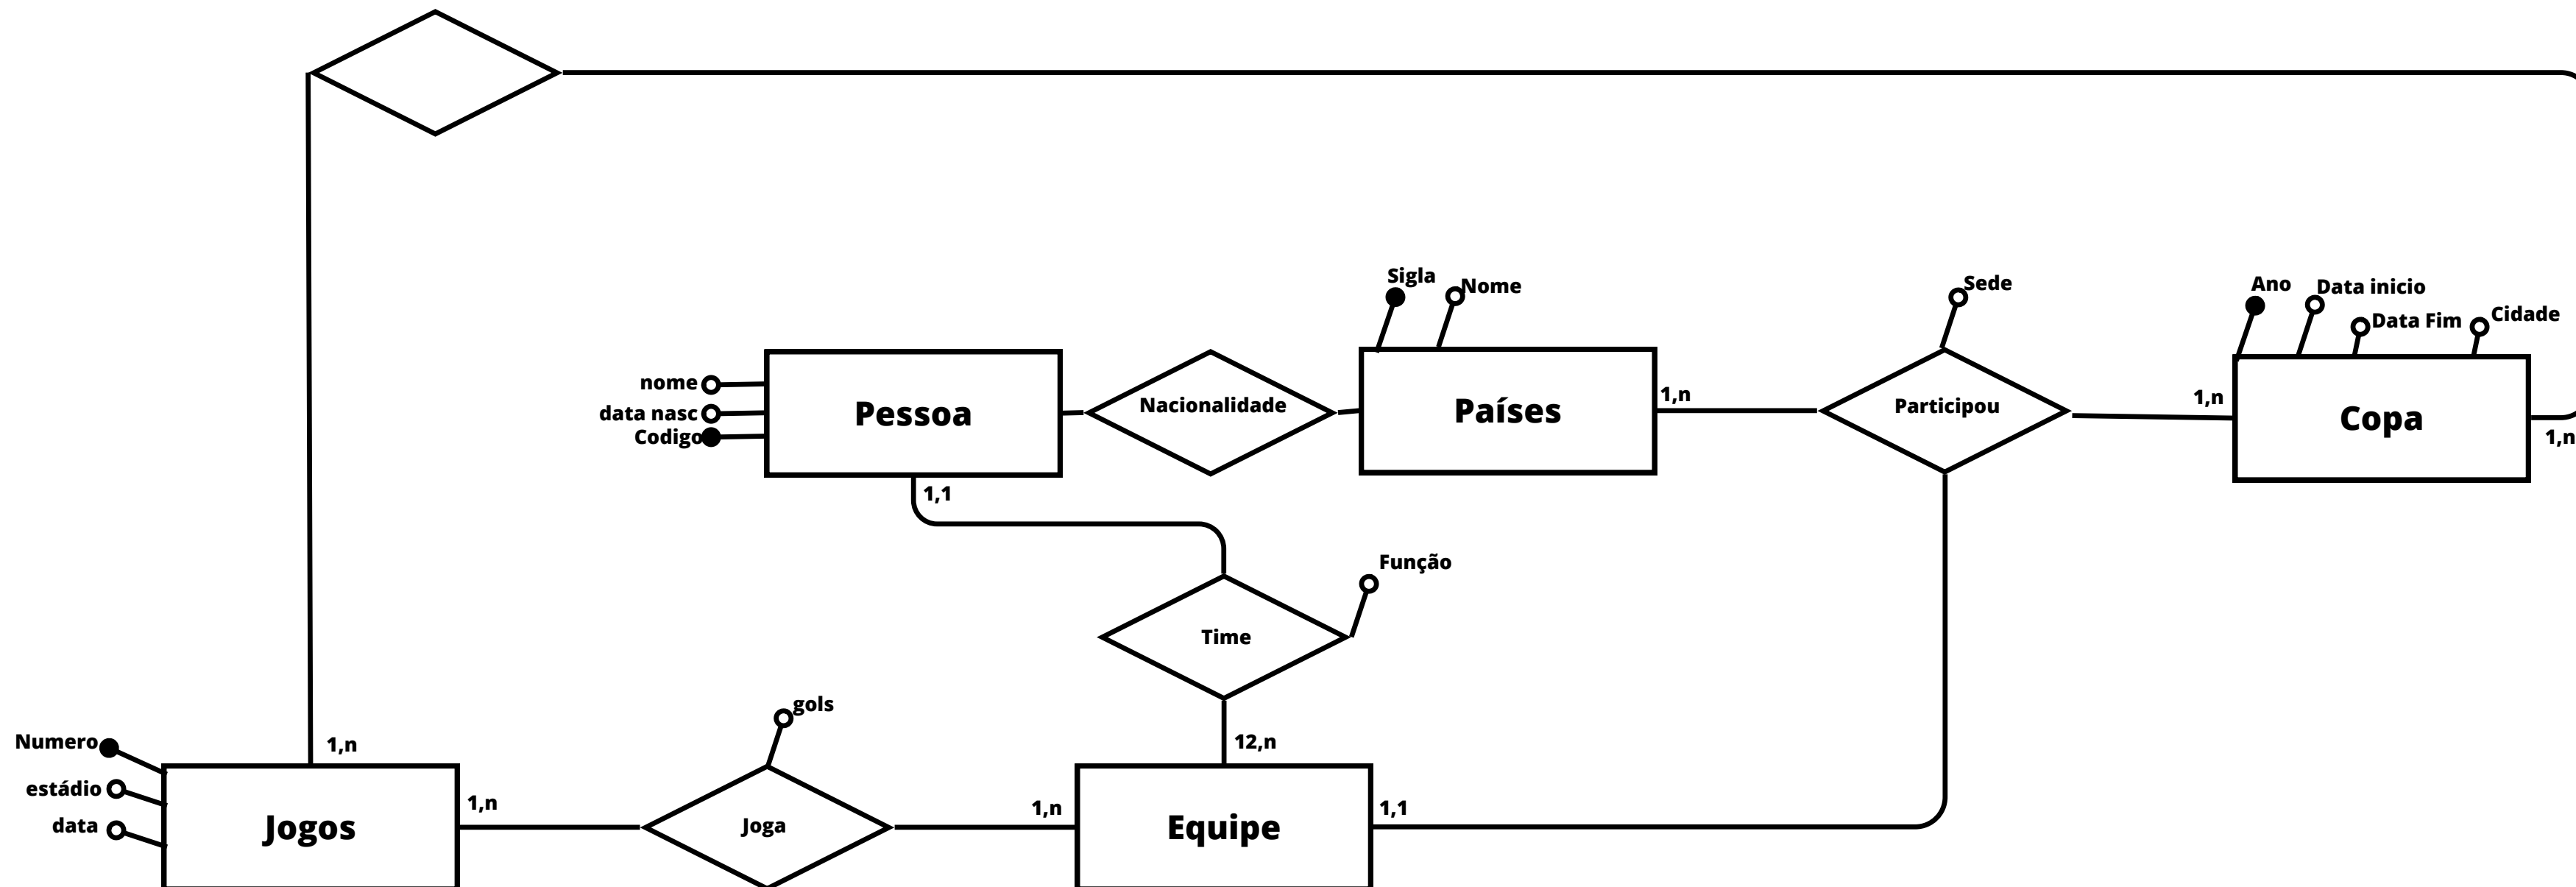 Sigla
Nome
Sede
Ano
Data inicio
Data Fim
Cidade
nome
data nasc
Codigo
Pessoa
Nacionalidade
Países
1,n
Participou
1,n
Copa
1,n
1,1
Função
Time
gols
Numero
1,n
12,n
estádio
data
Jogos
1,n
Joga
1,n
Equipe
1,1